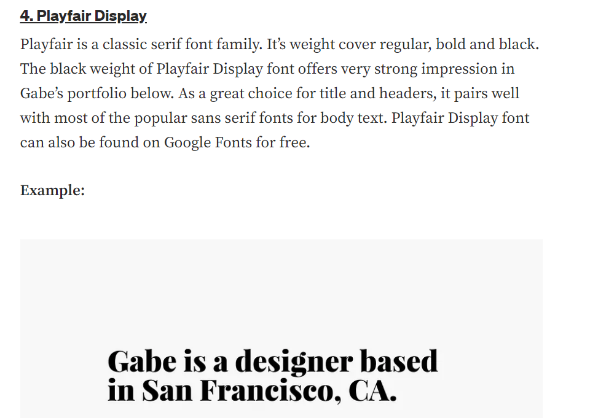 4. Playfair Display
Playfair is a classic serif font family. It’s weight cover regular, bold and black.
The black weight of Playfair Display font offers very strong impression in
Gabe’s portfolio below. As a great choice for title and headers, it pairs well
with most of the popular sans serif fonts for body text. Playfair Display font
can also be found on Google Fonts for free.
Example:
Gabe is a designer based
in San Francisco, CA.